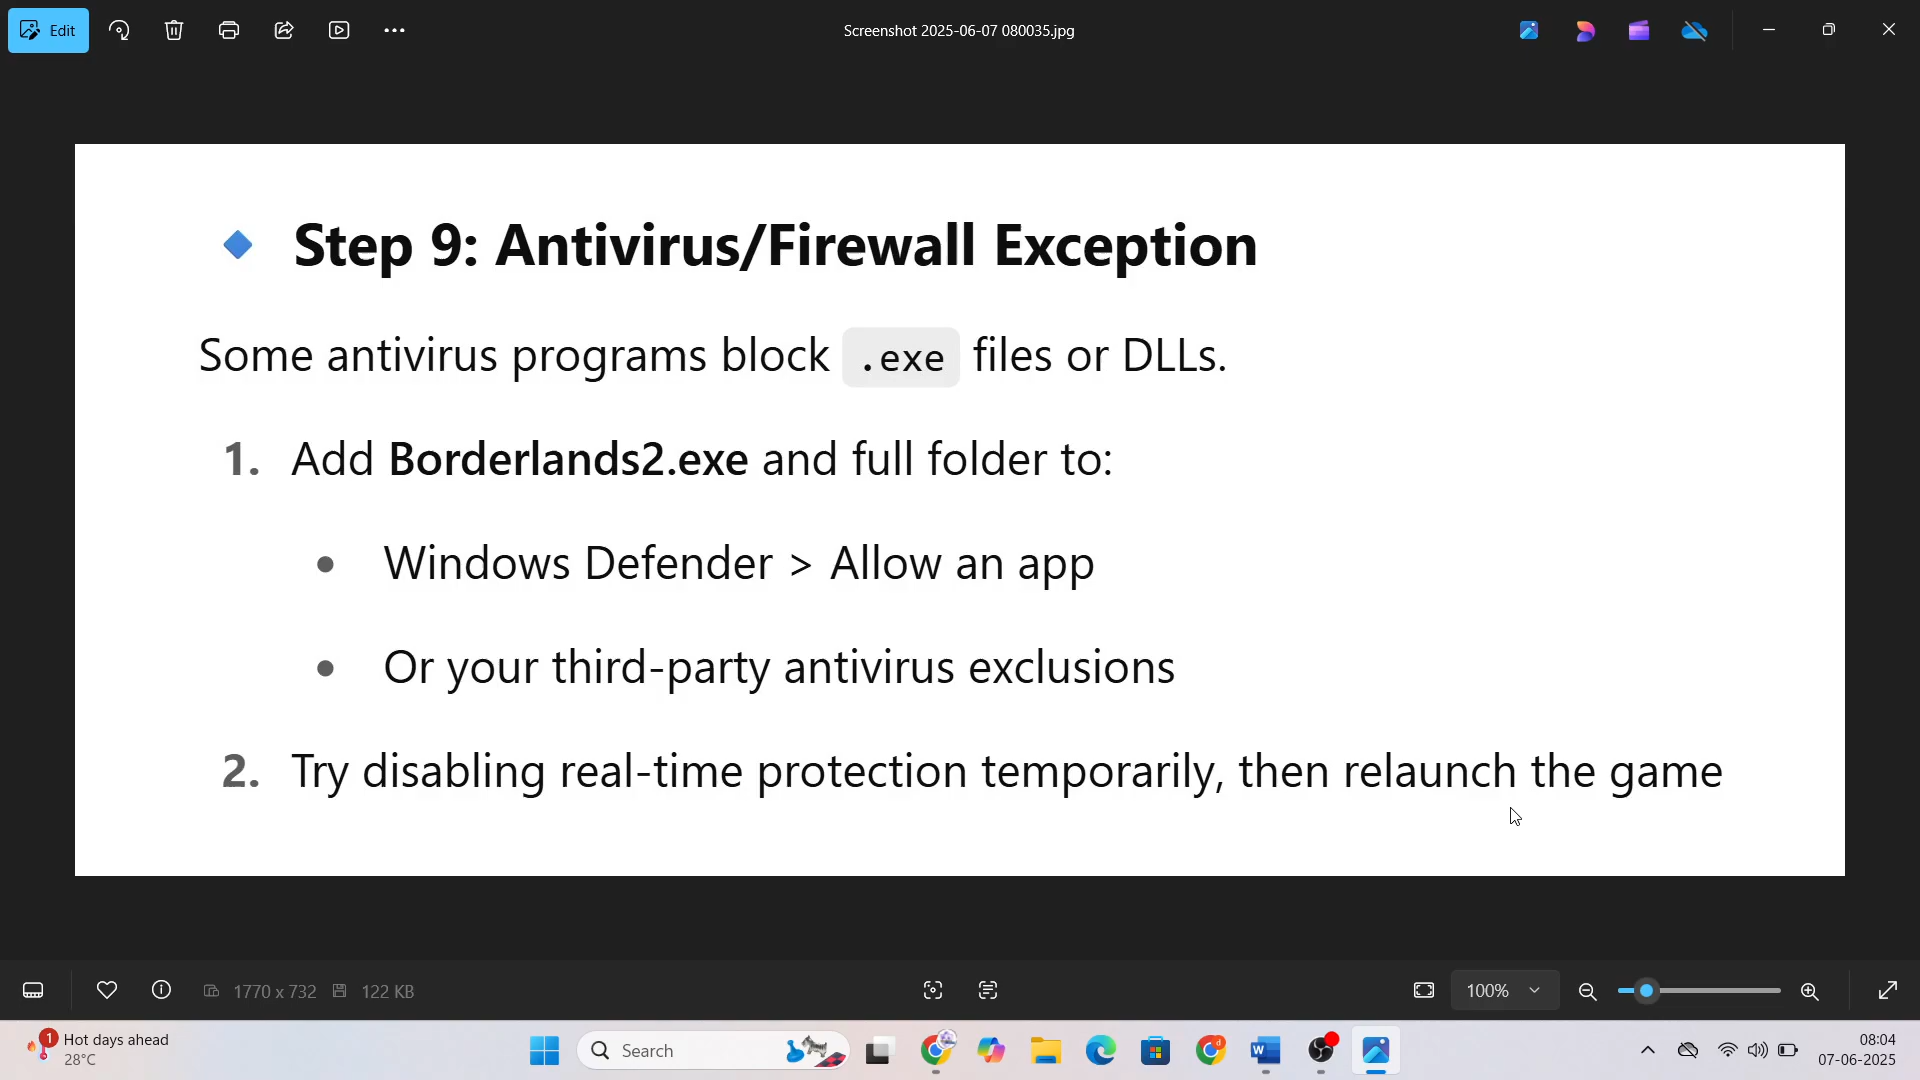 Edit
Screenshot 2025-06-07 080035.jpg
Step 9: Antivirus/Firewall Exception
Some antivirus programs block .exe files or DLLs.
1. Add Borderlands2.exe and full folder to:
• Windows Defender > Allow an app
• Or your third-party antivirus exclusions
2. Try disabling real-time protection temporarily, then relaunch the game
1770 x 732 122 KB
100%
1
Hot days ahead
28°C
Search
08:04
07-06-2025